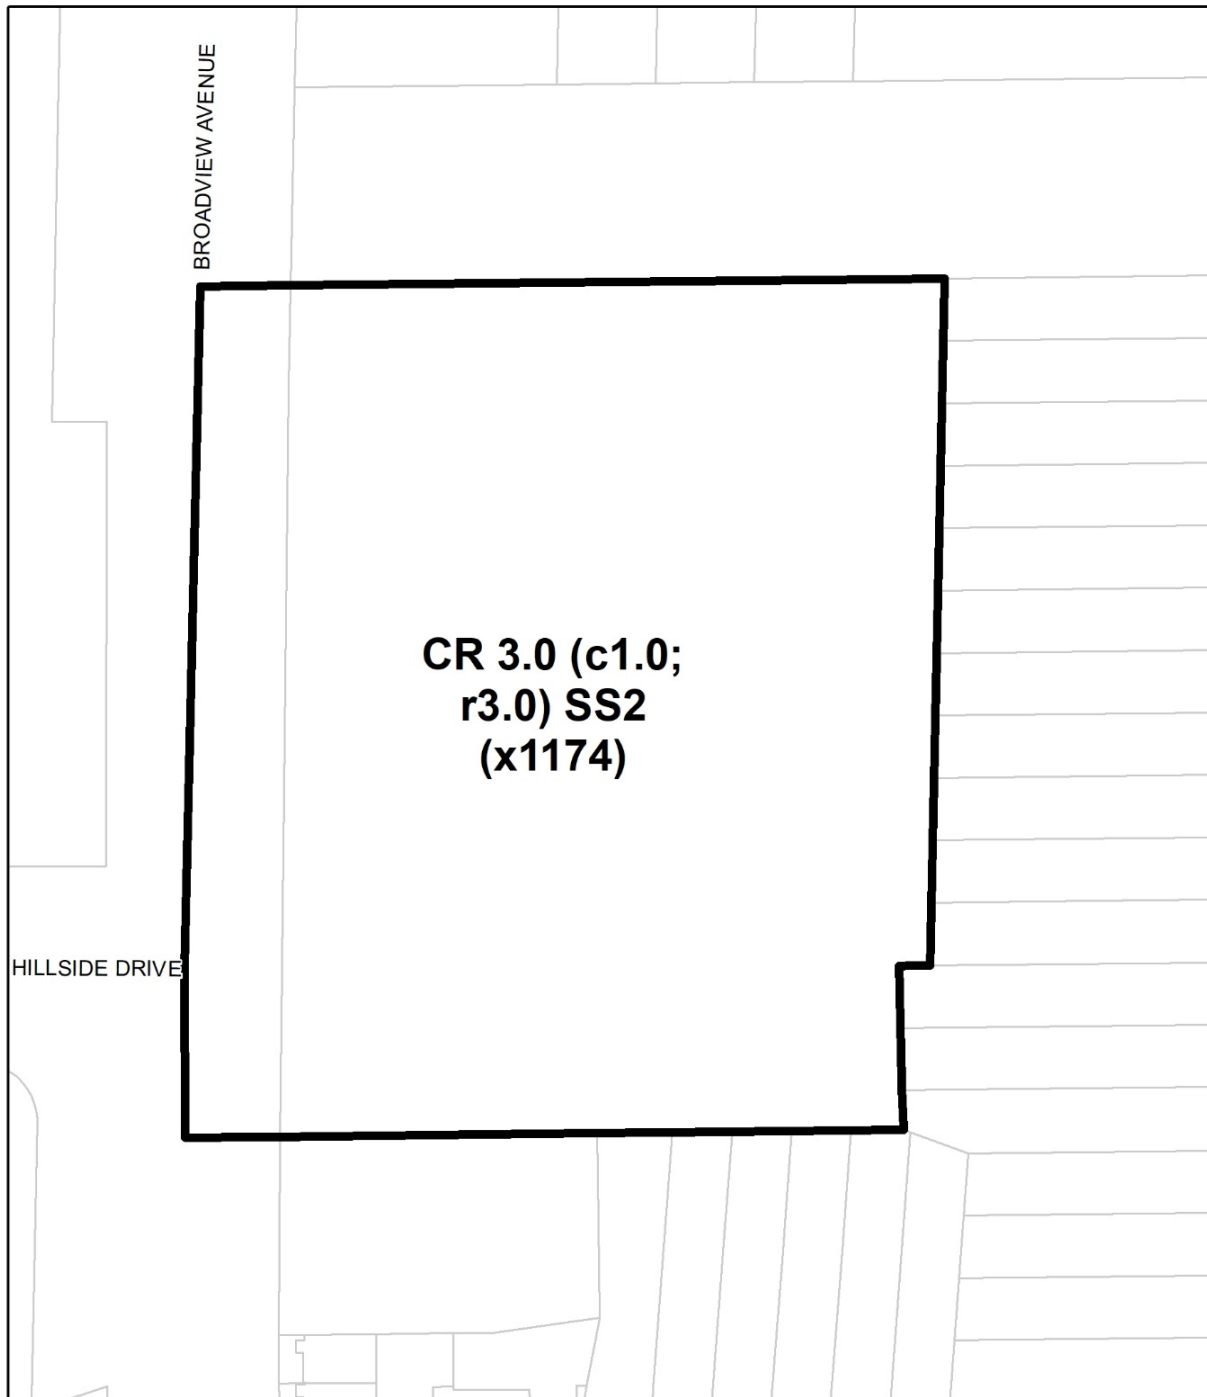 BROADVIEW AVENUE
CR 3.0 (c1.0;
r3.0) SS2
(x1174)
HILLSIDE DRIVE